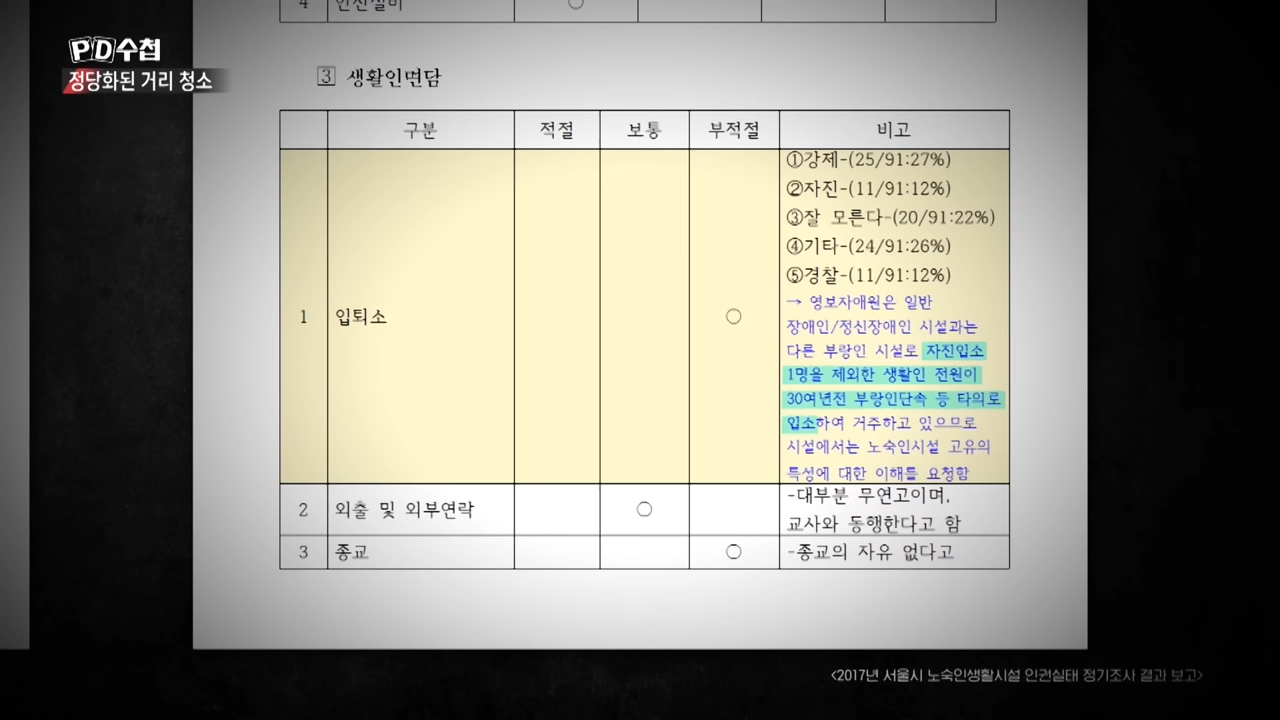 PD수첩
정당화된 거리 청소
4 안전설비 ○
3 생활인면담
구분 적절 보통 부적절 비고
1 입퇴소 ○
①강제-(25/91:27%)
②자진-(11/91:12%)
③잘 모른다-(20/91:22%)
④기타-(24/91:26%)
⑤경찰-(11/91:12%)
→ 영보자애원은 일반
장애인/정신장애인 시설과는
다른 부랑인 시설로 자진입소
1명을 제외한 생활인 전원이
30여년전 부랑인단속 등 타의로
입소하여 거주하고 있으므로
시설에서는 노숙인시설 고유의
특성에 대한 이해를 요청함
2 외출 및 외부연락 ○ -대부분 무연고이며,
교사와 동행한다고 함
3 종교 ○ -종교의 자유 없다고
<2017년 서울시 노숙인생활시설 인권실태 정기조사 결과 보고>